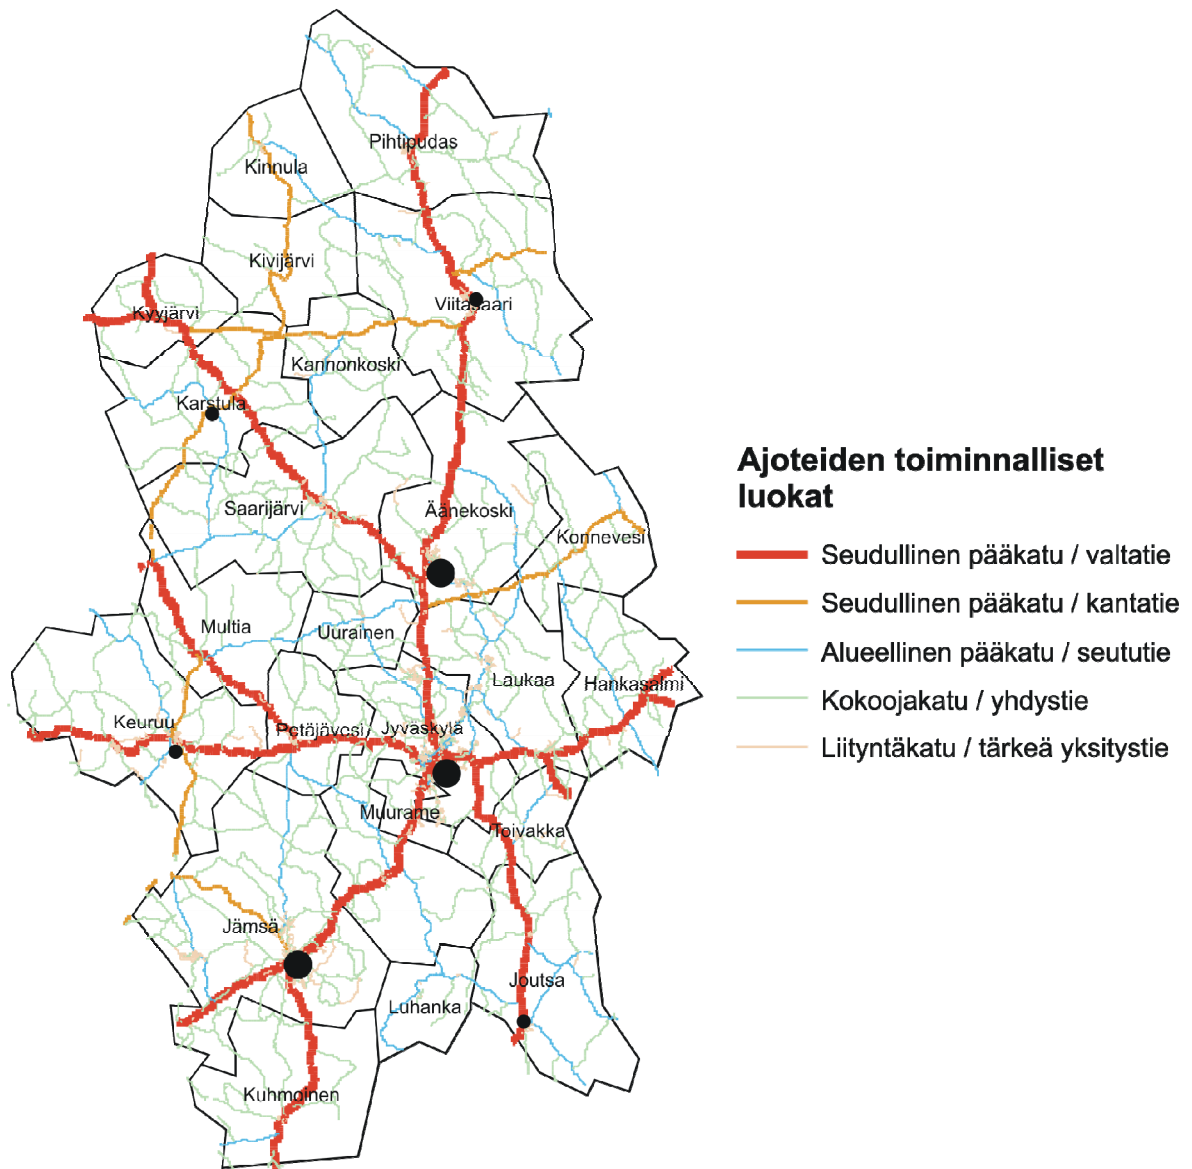 Pihtipudas
Kinnula
Kivijärvi
Viitasaari
Kyyjärvi
Kannonkoski
Karstula
Saarijärvi
Äänekoski
Konnevesi
Multia
Uurainen
Laukaa
Hankasalmi
Keuruu
Petäjävesi
Jyväskylä
Muurame
Toivakka
Jämsä
Joutsa
Luhanka
Kuhmoinen
Ajoteiden toiminnalliset
luokat
Seudullinen pääkatu / valtatie
Seudullinen pääkatu / kantatie
Alueellinen pääkatu / seututie
Kokoojakatu / yhdystie
Liityntäkatu / tärkeä yksitystie